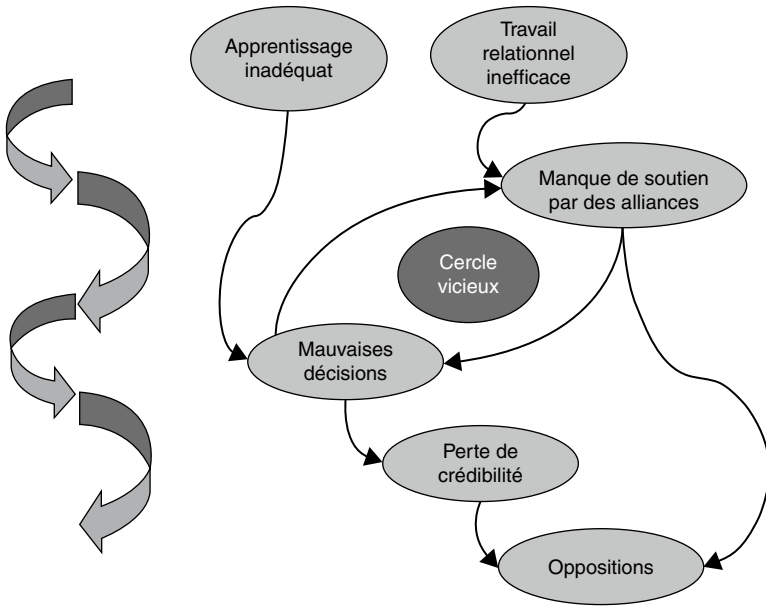 Apprentissage
inadéquat
Travail
relationnel
inefficace
Manque de soutien
par des alliances
Cercle
vicieux
Mauvaises
décisions
Perte de
crédibilité
Oppositions